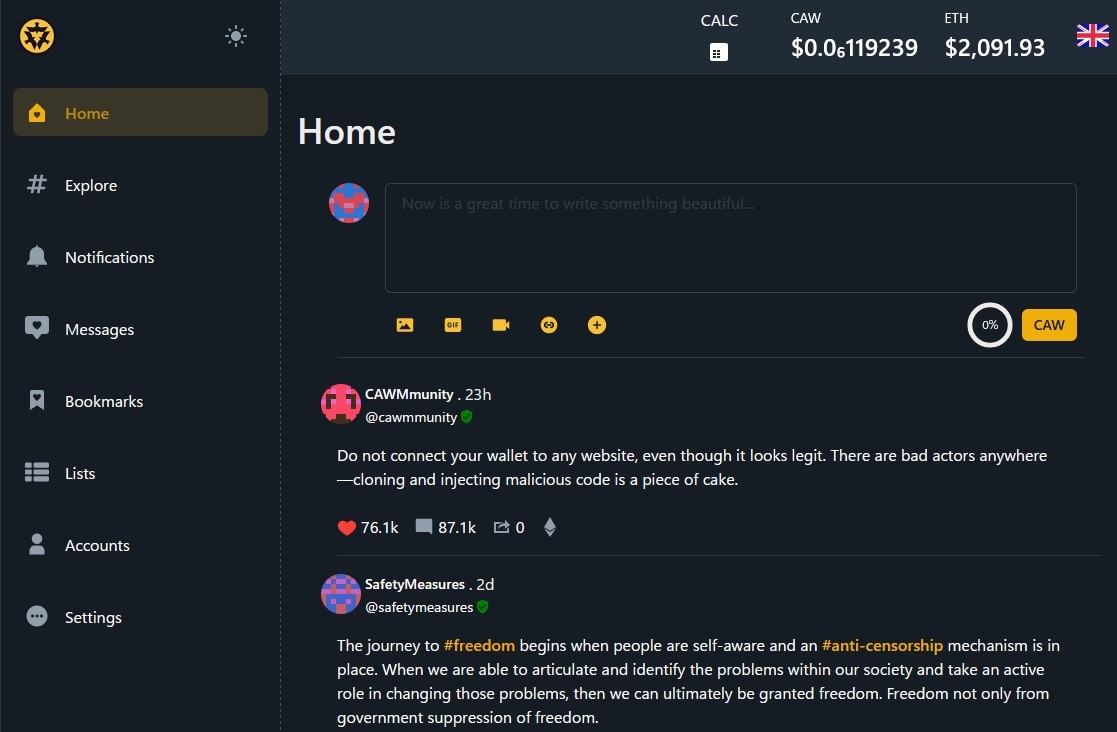 CALC
CAW
ETH
$0.0₆119239
$2,091.93
Home
Explore
Notifications
Messages
Bookmarks
Lists
Accounts
Settings
Home
Now is a great time to write something beautiful...
GIF
0%
CAW
CAWMmunity . 23h
@cawmmunity
Do not connect your wallet to any website, even though it looks legit. There are bad actors anywhere
—cloning and injecting malicious code is a piece of cake.
76.1k 87.1k 0
SafetyMeasures . 2d
@safetymeasures
The journey to #freedom begins when people are self-aware and an #anti-censorship mechanism is in
place. When we are able to articulate and identify the problems within our society and take an active
role in changing those problems, then we can ultimately be granted freedom. Freedom not only from
government suppression of freedom.